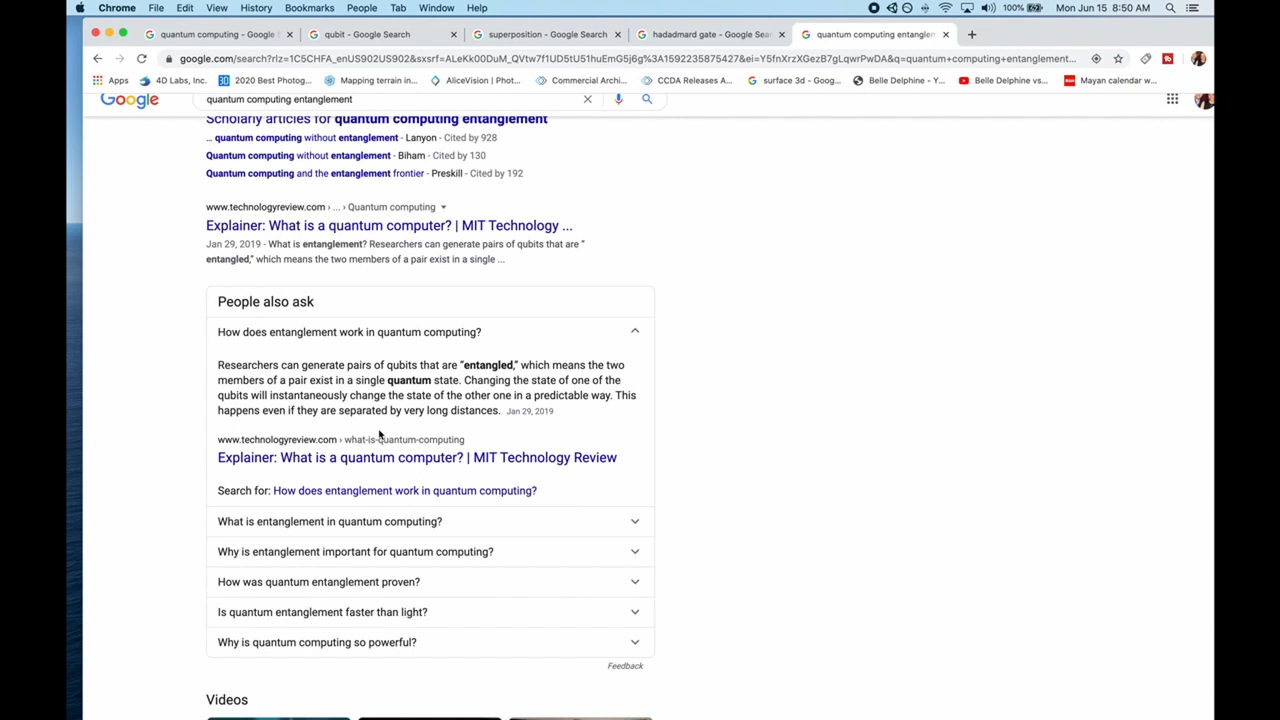 Chrome File Edit View History Bookmarks People Tab Window Help 100% Mon Jun 15 8:50 AM
quantum computing - Google S qubit - Google Search superposition - Google Search hadadmard gate - Google Sear quantum computing entanglem
google.com/search?rlz=1C5CHFA_enUS902US902&sxsrf=ALeKk00DuM_QVtw7f1UD5tU51huEmG5j6g%3A1592235875427&ei=Y5fnXrzXGezB7gLqwrPwDA&q=quantum+computing+entanglement...
Apps 4D Labs, Inc. 2020 Best Photog... Mapping terrain in... AliceVision | Phot... Commercial Archi... CCDA Releases A... surface 3d - Goog... Belle Delphine - Y... Belle Delphine vs... Mayan calendar w...
Google quantum computing entanglement
Scholarly articles for quantum computing entanglement
... quantum computing without entanglement - Lanyon - Cited by 928
Quantum computing without entanglement - Biham - Cited by 130
Quantum computing and the entanglement frontier - Preskill - Cited by 192
www.technologyreview.com › ... › Quantum computing
Explainer: What is a quantum computer? | MIT Technology ...
Jan 29, 2019 - What is entanglement? Researchers can generate pairs of qubits that are “
entangled,” which means the two members of a pair exist in a single ...
People also ask
How does entanglement work in quantum computing?
Researchers can generate pairs of qubits that are “entangled,” which means the two
members of a pair exist in a single quantum state. Changing the state of one of the
qubits will instantaneously change the state of the other one in a predictable way. This
happens even if they are separated by very long distances. Jan 29, 2019
www.technologyreview.com › what-is-quantum-computing
Explainer: What is a quantum computer? | MIT Technology Review
Search for: How does entanglement work in quantum computing?
What is entanglement in quantum computing?
Why is entanglement important for quantum computing?
How was quantum entanglement proven?
Is quantum entanglement faster than light?
Why is quantum computing so powerful?
Feedback
Videos